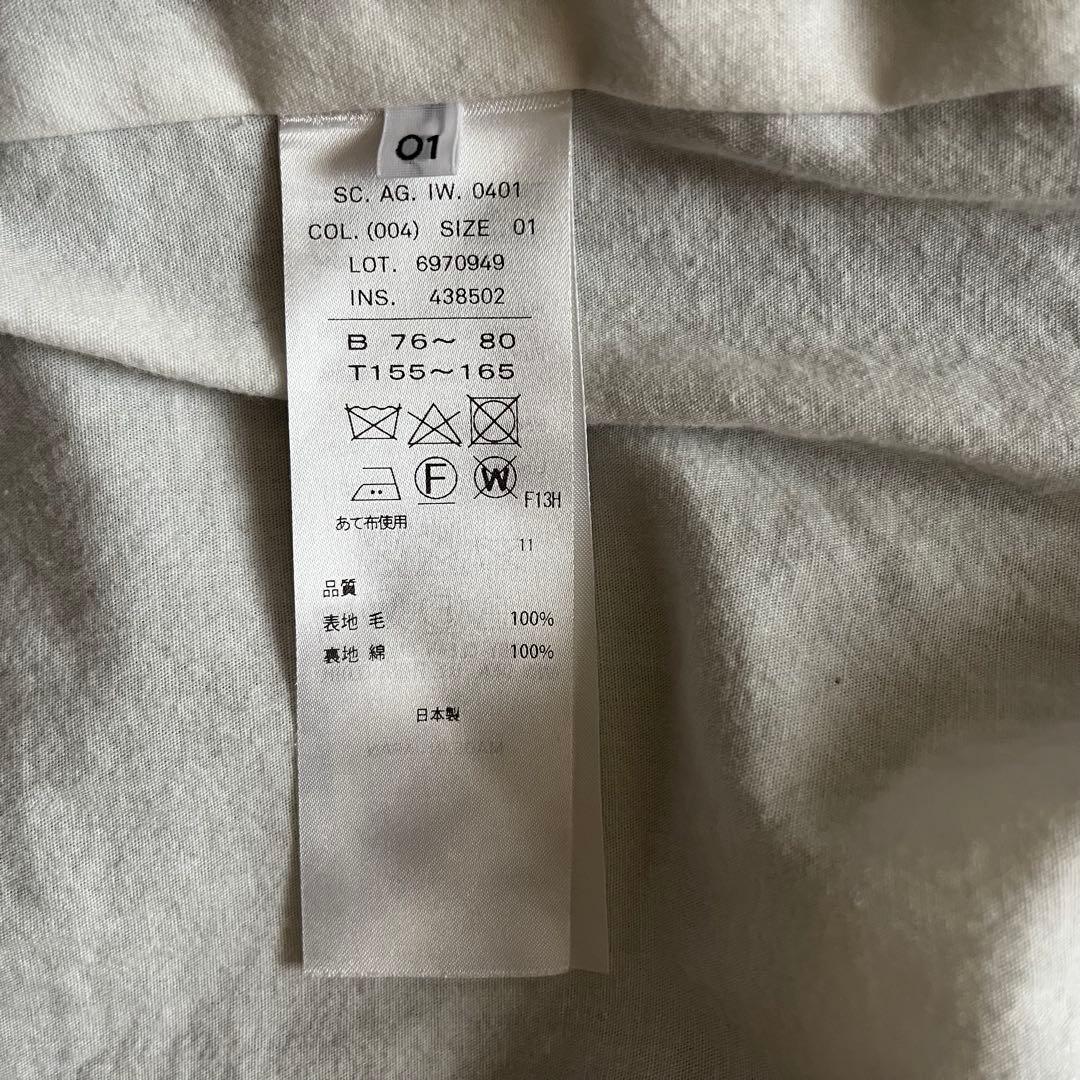 01
SC. AG. IW. 0401
COL. (004) SIZE 01
LOT. 6970949
INS. 438502
B 76〜 80
T155〜165
F W F13H
あて布使用
11
品質
表地 毛 100%
裏地 綿 100%
日本製